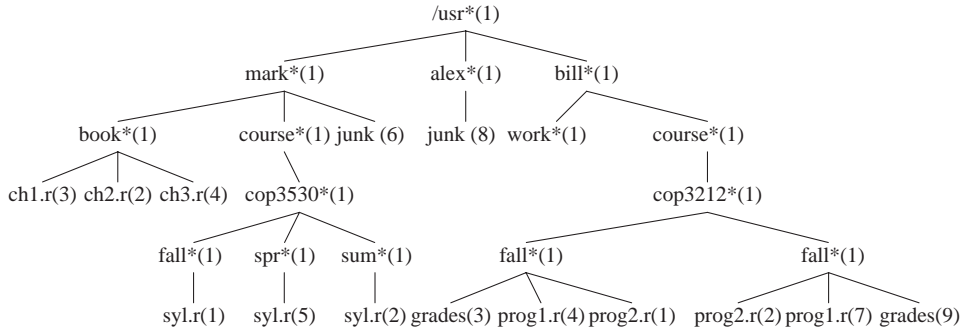 /usr*(1)
mark*(1) alex*(1) bill*(1)
book*(1) course*(1) junk (6) junk (8) work*(1) course*(1)
ch1.r(3) ch2.r(2) ch3.r(4) cop3530*(1) cop3212*(1)
fall*(1) spr*(1) sum*(1) fall*(1) fall*(1)
syl.r(1) syl.r(5) syl.r(2) grades(3) prog1.r(4) prog2.r(1) prog2.r(2) prog1.r(7) grades(9)